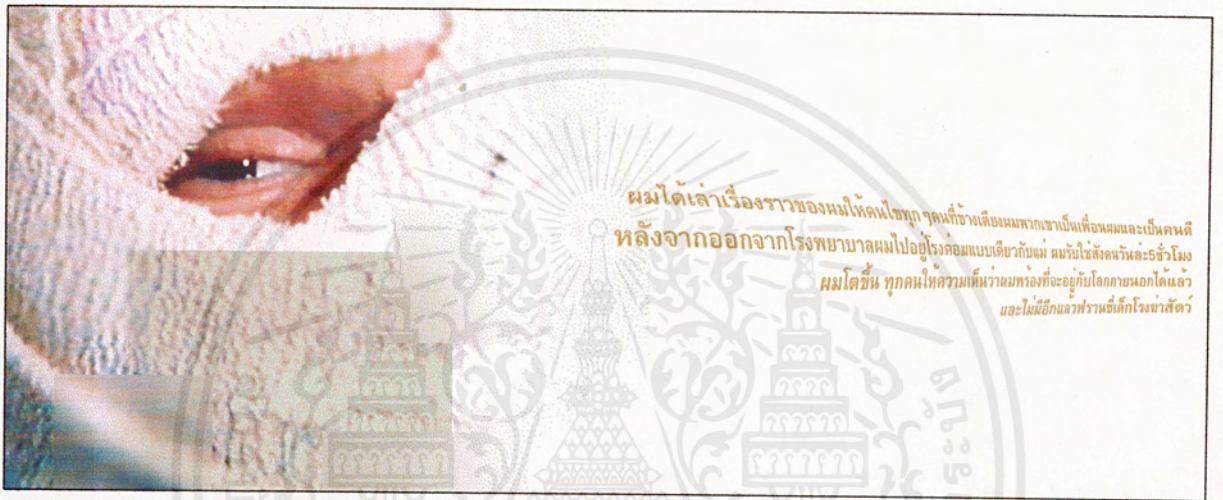 ผมได้เล่าเรื่องราวของผมให้คนไข้ทุกๆคนที่ข้างเตียงผมพวกเขาเป็นเพื่อนผมและเป็นคนดี
หลังจากออกจากโรงพยาบาลผมไปอยู่โรงตอมแบบเดียวกับแม่ ผมรับใช้สังคมวันละ5ชั่วโมง
ผมโตขึ้น ทุกคนให้ความเห็นว่าผมพร้อมที่จะอยู่กับโลกภายนอกได้แล้ว
และไม่มีอีกแล้วฟรานซี่เด็กโรงฆ่าสัตว์